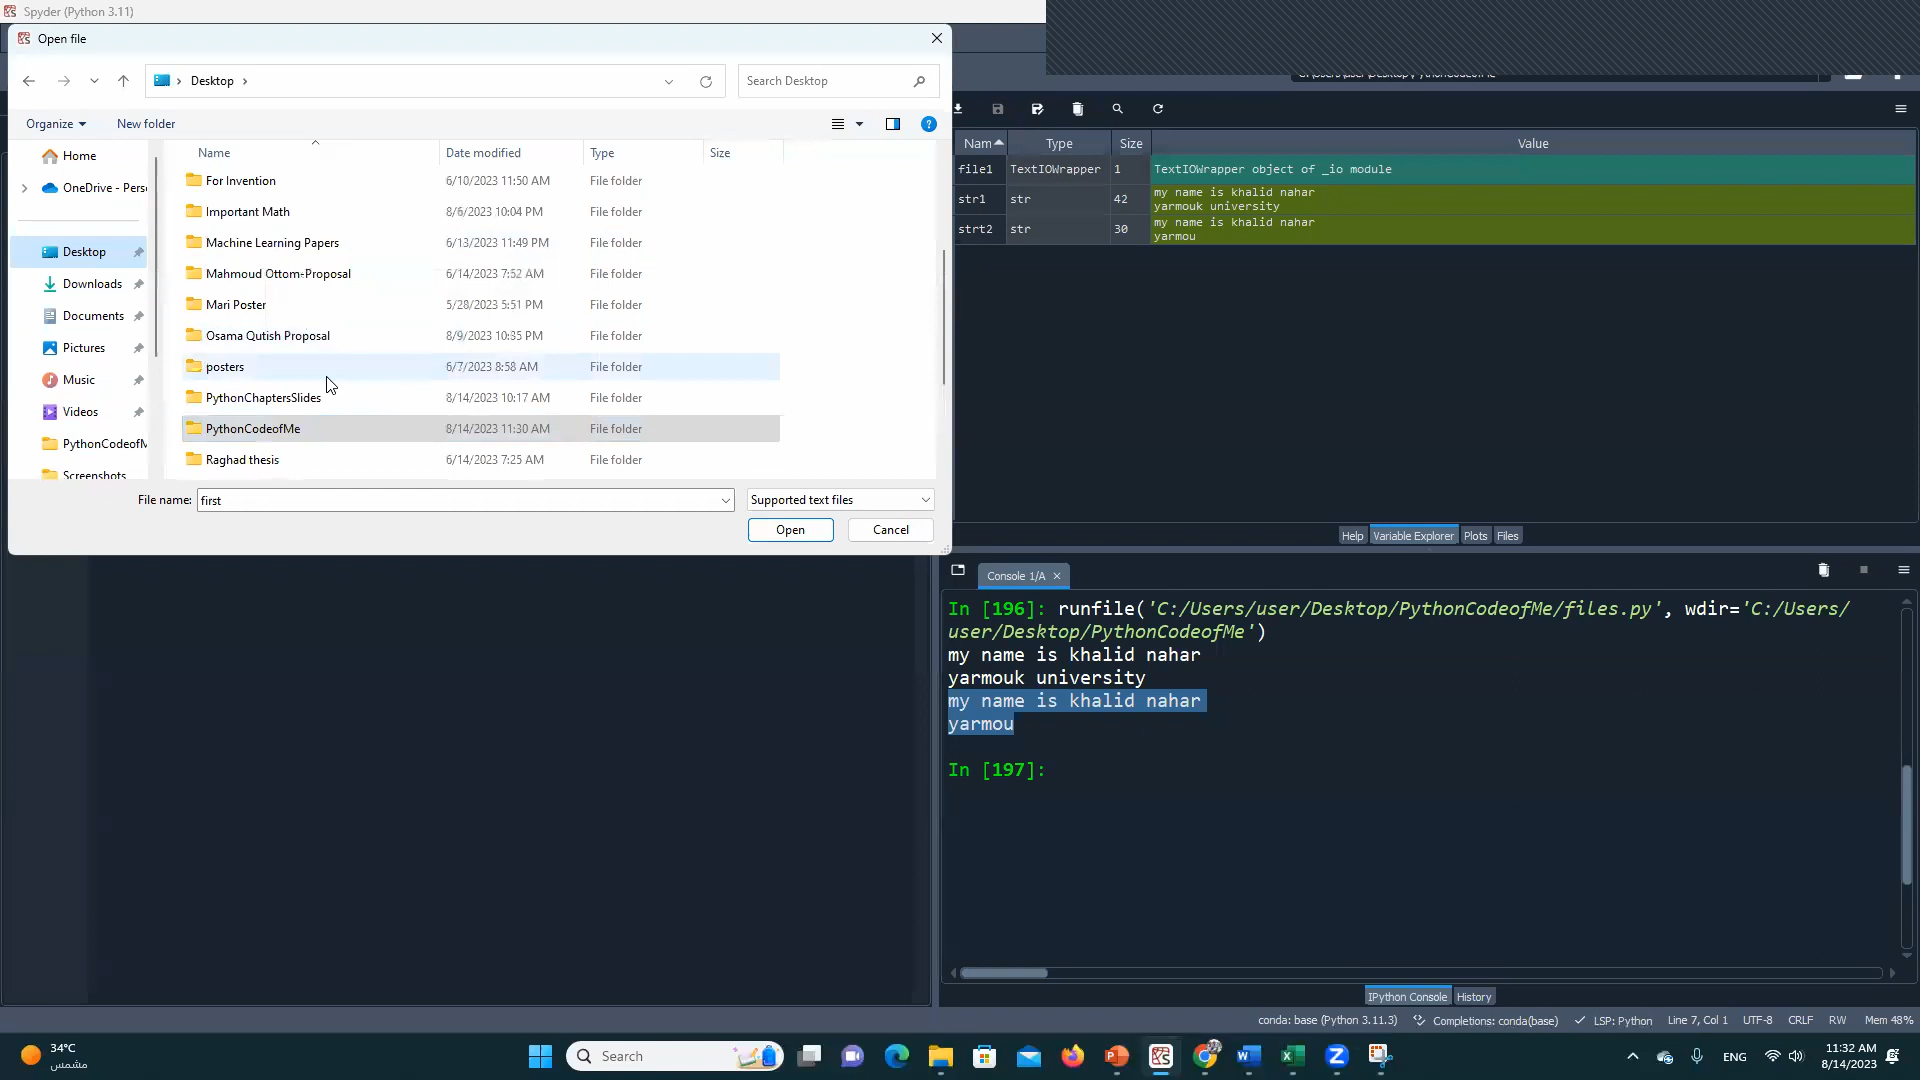 Spyder (Python 3.11)
Open file
Desktop
Search Desktop
Organize
New folder
Home
OneDrive - Pers
Desktop
Downloads
Documents
Pictures
Music
Videos
PythonCodeofM
Screenshots
Name Date modified Type Size
For Invention 6/10/2023 11:50 AM File folder
Important Math 8/6/2023 10:04 PM File folder
Machine Learning Papers 6/13/2023 11:49 PM File folder
Mahmoud Ottom-Proposal 6/14/2023 7:52 AM File folder
Mari Poster 5/28/2023 5:51 PM File folder
Osama Qutish Proposal 8/9/2023 10:35 PM File folder
posters 6/7/2023 8:58 AM File folder
PythonChaptersSlides 8/14/2023 10:17 AM File folder
PythonCodeofMe 8/14/2023 11:30 AM File folder
Raghad thesis 6/14/2023 7:25 AM File folder
File name: first
Supported text files
Open
Cancel
Nam Type Size Value
file1 TextIOWrapper 1 TextIOWrapper object of _io module
str1 str 42 my name is khalid nahar
yarmouk university
strt2 str 30 my name is khalid nahar
yarmou
Help Variable Explorer Plots Files
Console 1/A
In [196]: runfile('C:/Users/user/Desktop/PythonCodeofMe/files.py', wdir='C:/Users/
user/Desktop/PythonCodeofMe')
my name is khalid nahar
yarmouk university
my name is khalid nahar
yarmou
In [197]:
IPython Console History
conda: base (Python 3.11.3) Completions: conda(base) LSP: Python Line 7, Col 1 UTF-8 CRLF RW Mem 48%
34°C
مشمس
Search
ENG
11:32 AM
8/14/2023